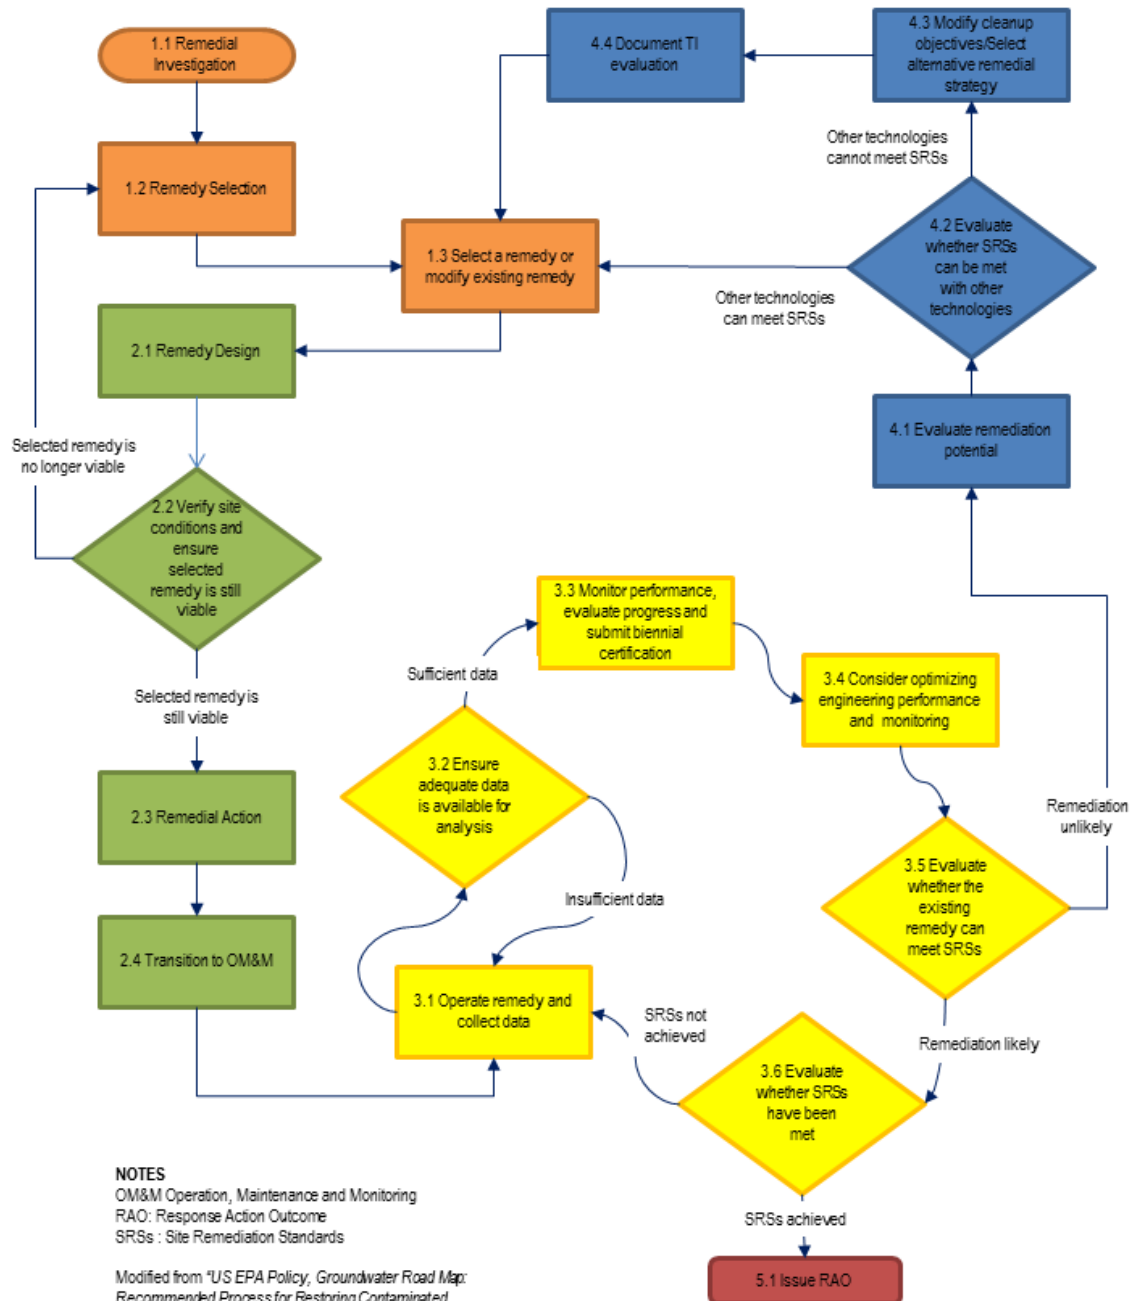 1.1 Remedial
Investigation
4.4 Document TI
evaluation
4.3 Modify cleanup
objectives/Select
alternative remedial
strategy
Other technologies
cannot meet SRSs
1.2 Remedy Selection
1.3 Select a remedy or
modify existing remedy
4.2 Evaluate
whether SRSs
can be met
with other
technologies
Other technologies
can meet SRSs
2.1 Remedy Design
4.1 Evaluate remediation
potential
Selected remedy is
no longer viable
2.2 Verify site
conditions and
ensure
selected
remedy is still
viable
3.3 Monitor performance,
evaluate progress and
submit biennial
certification
Sufficient data
Selected remedy is
still viable
3.4 Consider optimizing
engineering performance
and monitoring
3.2 Ensure
adequate data
is available for
analysis
2.3 Remedial Action
Remediation
unlikely
3.5 Evaluate
whether the
existing
remedy can
meet SRSs
Insufficient data
2.4 Transition to OM&M
3.1 Operate remedy and
collect data
SRSs not
achieved
Remediation likely
3.6 Evaluate
whether SRSs
have been
met
NOTES
OM&M Operation, Maintenance and Monitoring
RAO: Response Action Outcome
SRSs : Site Remediation Standards
SRSs achieved
5.1 Issue RAO
Modified from "US EPA Policy, Groundwater Road Map:
Recommended Process for Restoring Contaminated